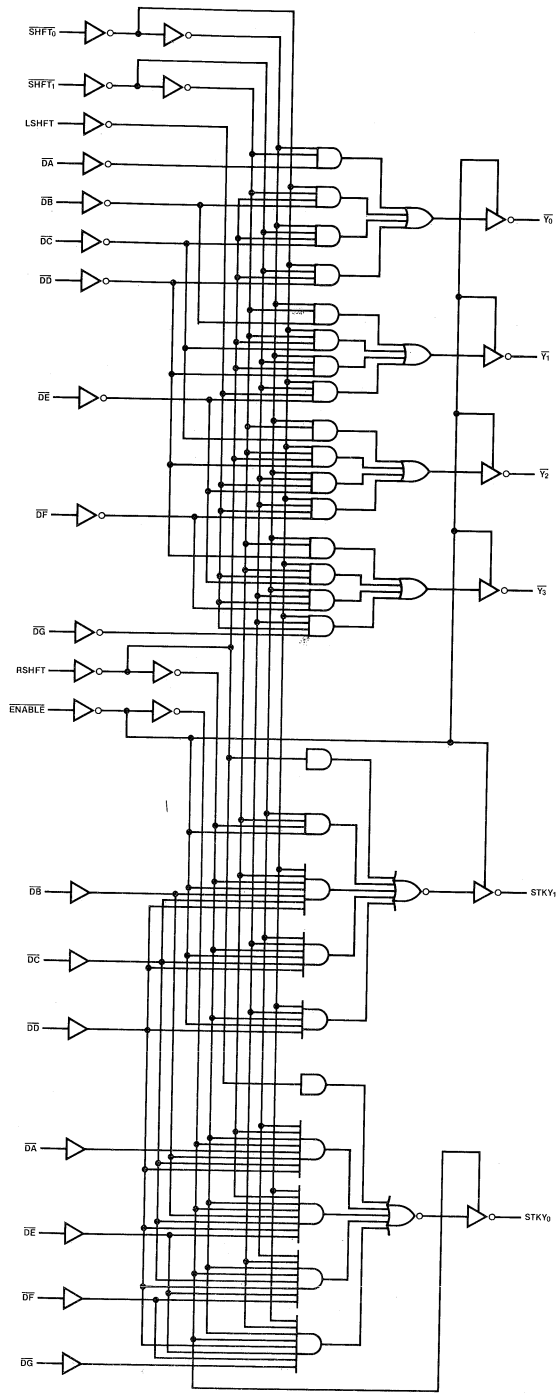 SHFT0
SHFT1
LSHFT
DA
DB
DC
DD
DE
DF
DG
RSHFT
ENABLE
DB
DC
DD
DA
DE
DF
DG
Y0
Y1
Y2
Y3
STKY1
STKY0